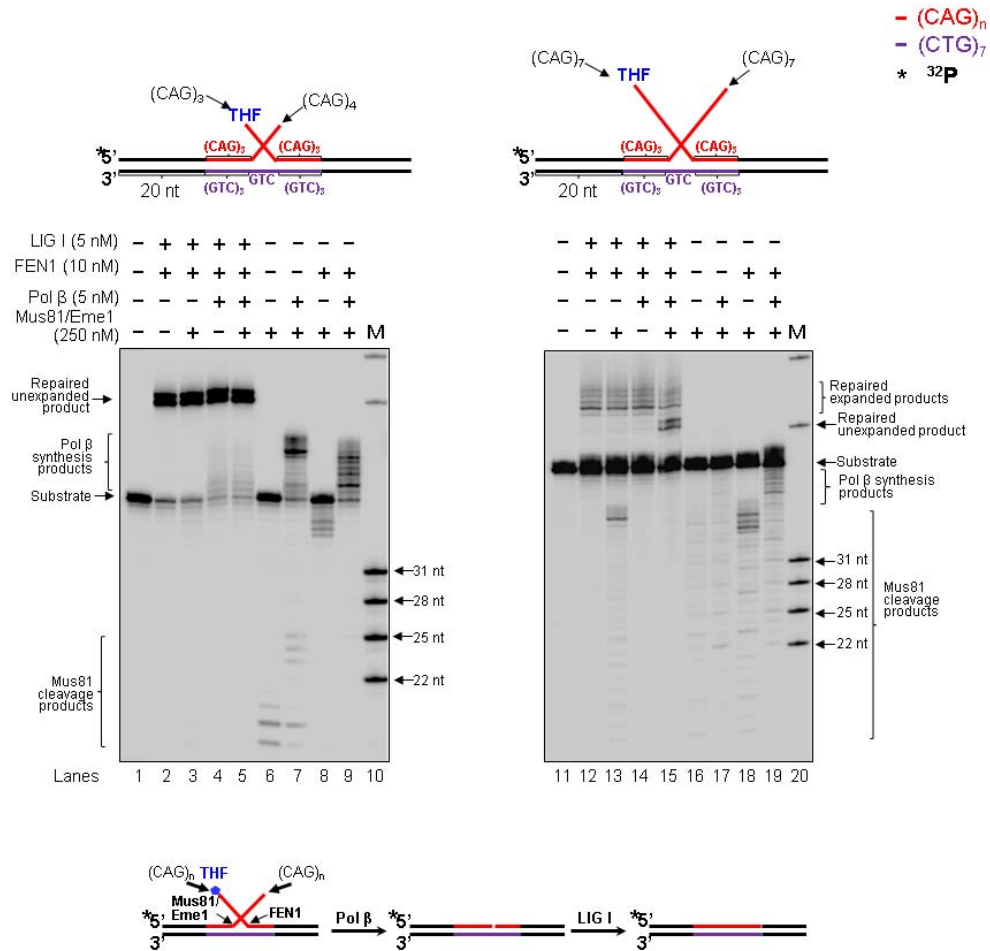 (CAG)n
(CTG)7
* 32P
(CAG)3
THF
(CAG)4
(CAG)3 (CAG)3
*5'
3'
GTC
20 nt (GTC)3 (GTC)3
(CAG)7
THF
(CAG)7
(CAG)3 (CAG)3
*5'
3'
GTC
20 nt (GTC)3 (GTC)3
LIG I (5 nM) − + + + + − − − −
FEN1 (10 nM) − + + + + − − + +
Pol β (5 nM) − − − + + − + − +
Mus81/Eme1
(250 nM) − − + − + + + + + M
− + + + + − − − −
− + + + + − − + +
− − − + + − + − +
− − + − + + + + + M
Repaired
unexpanded
product
Pol β
synthesis
products
Substrate
Mus81
cleavage
products
31 nt
28 nt
25 nt
22 nt
Lanes 1 2 3 4 5 6 7 8 9 10
Repaired
expanded products
Repaired
unexpanded product
Substrate
Pol β synthesis
products
31 nt
28 nt
25 nt
22 nt
Mus81
cleavage
products
11 12 13 14 15 16 17 18 19 20
(CAG)n THF (CAG)n
Mus81/
Eme1
FEN1
*5'
3'
Pol β
*5'
3'
LIG I
*5'
3'